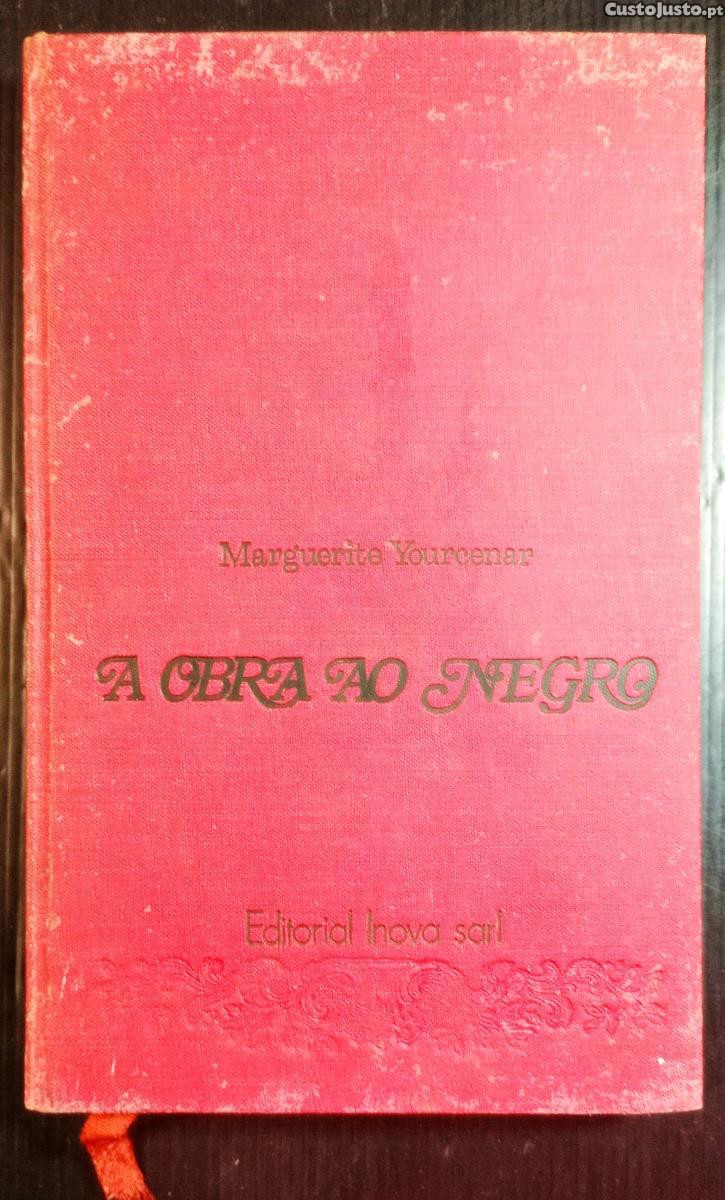 CustoJusto.pt
Marguerite Yourcenar
A OBRA AO NEGRO
Editorial Inova sarl